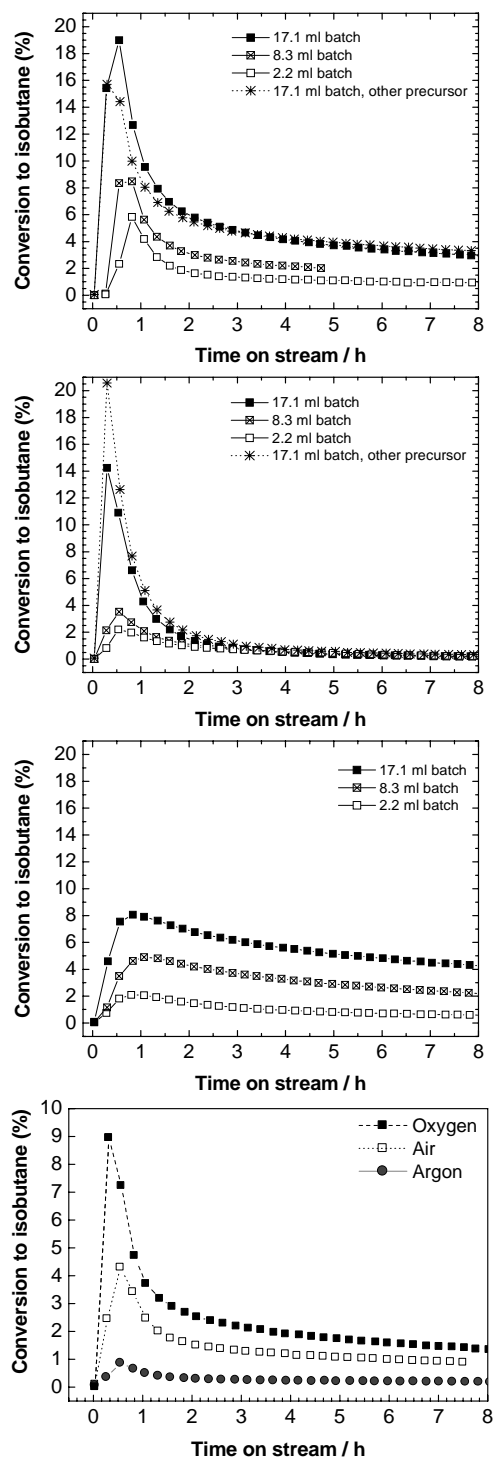 Conversion to isobutane (%)
20
18
16
14
12
10
8
6
4
2
0
17.1 ml batch
8.3 ml batch
2.2 ml batch
17.1 ml batch, other precursor
0 1 2 3 4 5 6 7 8
Time on stream / h
Conversion to isobutane (%)
20
18
16
14
12
10
8
6
4
2
0
17.1 ml batch
8.3 ml batch
2.2 ml batch
17.1 ml batch, other precursor
0 1 2 3 4 5 6 7 8
Time on stream / h
Conversion to isobutane (%)
20
18
16
14
12
10
8
6
4
2
0
17.1 ml batch
8.3 ml batch
2.2 ml batch
0 1 2 3 4 5 6 7 8
Time on stream / h
Conversion to isobutane (%)
10
9
8
7
6
5
4
3
2
1
0
Oxygen
Air
Argon
0 1 2 3 4 5 6 7 8
Time on stream / h